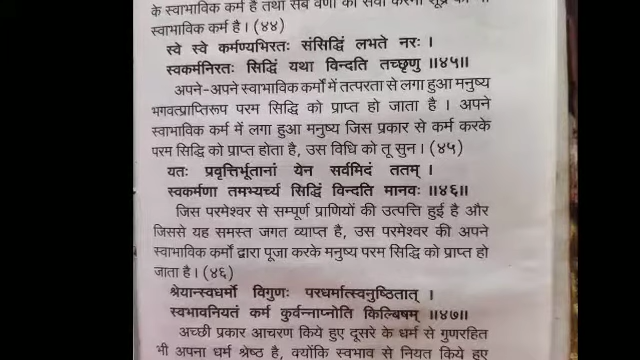 के स्वाभाविक कर्म है तथा सब वर्णों की सेवा करना शूद्र का भी
स्वाभाविक कर्म है। (४४)
स्वे स्वे कर्मण्यभिरतः संसिद्धिं लभते नरः ।
स्वकर्मनिरतः सिद्धिं यथा विन्दति तच्छृणु ॥४५॥
अपने-अपने स्वाभाविक कर्मों में तत्परता से लगा हुआ मनुष्य
भगवत्प्राप्तिरूप परम सिद्धि को प्राप्त हो जाता है । अपने
स्वाभाविक कर्म में लगा हुआ मनुष्य जिस प्रकार से कर्म करके
परम सिद्धि को प्राप्त होता है, उस विधि को तू सुन। (४५)
यतः प्रवृत्तिर्भूतानां येन सर्वमिदं ततम् ।
स्वकर्मणा तमभ्यर्च्य सिद्धिं विन्दति मानवः ॥४६॥
जिस परमेश्वर से सम्पूर्ण प्राणियों की उत्पत्ति हुई है और
जिससे यह समस्त जगत व्याप्त है, उस परमेश्वर की अपने
स्वाभाविक कर्मों द्वारा पूजा करके मनुष्य परम सिद्धि को प्राप्त हो
जाता है। (४६)
श्रेयान्स्वधर्मो विगुणः परधर्मात्स्वनुष्ठितात् ।
स्वभावनियतं कर्म कुर्वन्नाप्नोति किल्बिषम् ॥४७॥
अच्छी प्रकार आचरण किये हुए दूसरे के धर्म से गुणरहित
भी अपना धर्म श्रेष्ठ है, क्योंकि स्वभाव से नियत किये हुए